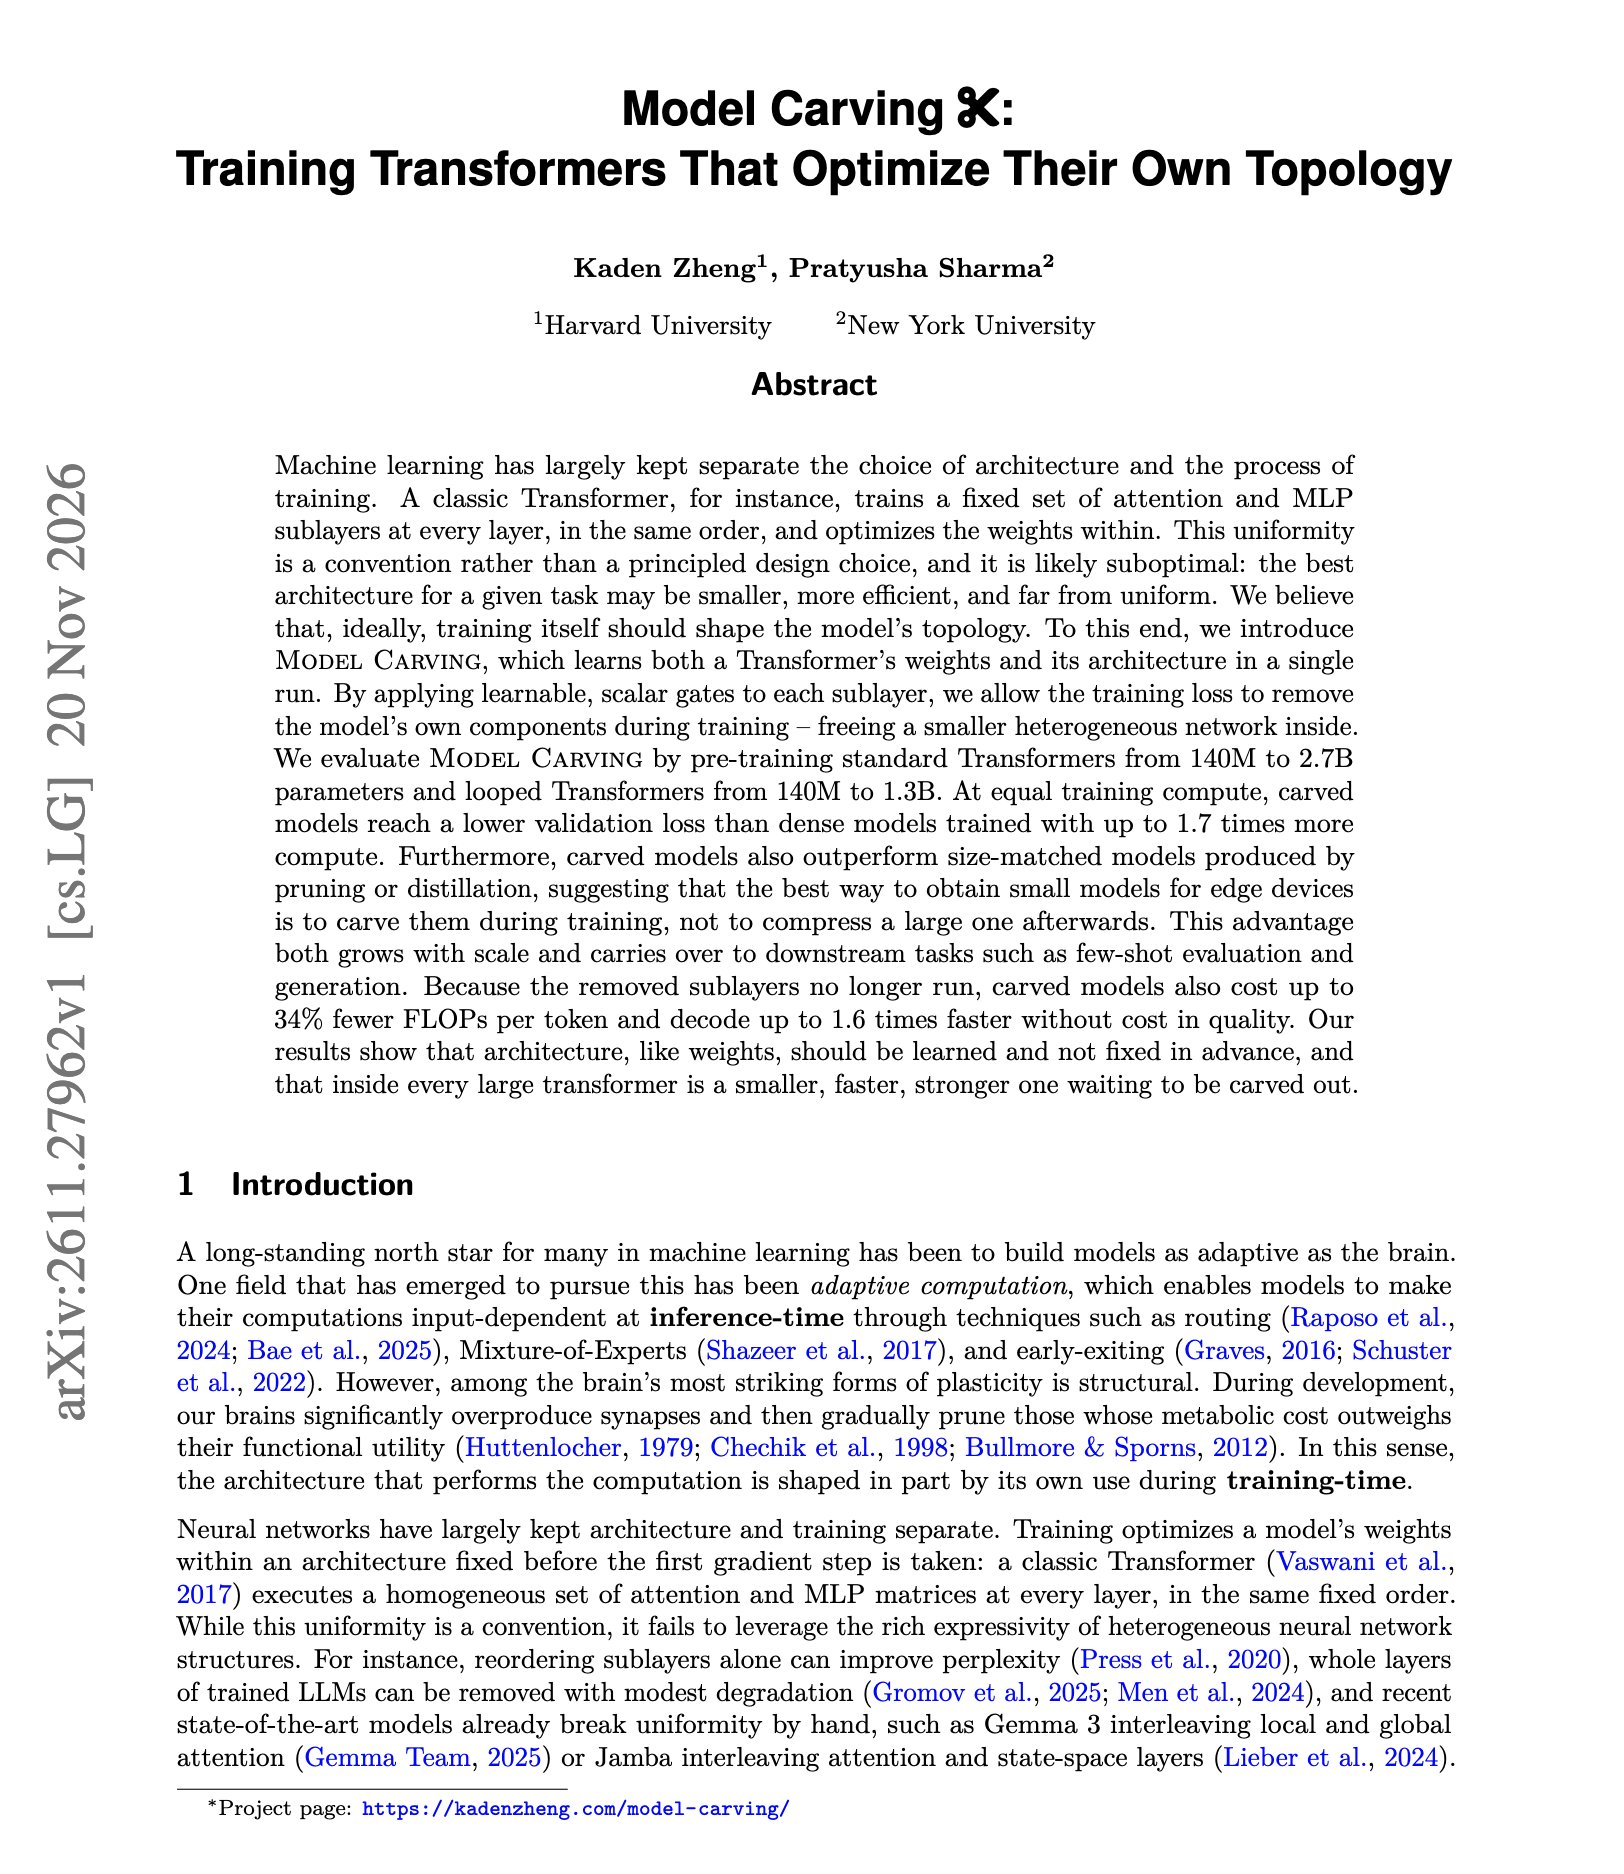 Model Carving ✂:
Training Transformers That Optimize Their Own Topology
Kaden Zheng¹, Pratyusha Sharma²
¹Harvard University ²New York University
Abstract
Machine learning has largely kept separate the choice of architecture and the process of
training. A classic Transformer, for instance, trains a fixed set of attention and MLP
sublayers at every layer, in the same order, and optimizes the weights within. This uniformity
is a convention rather than a principled design choice, and it is likely suboptimal: the best
architecture for a given task may be smaller, more efficient, and far from uniform. We believe
that, ideally, training itself should shape the model's topology. To this end, we introduce
MODEL CARVING, which learns both a Transformer's weights and its architecture in a single
run. By applying learnable, scalar gates to each sublayer, we allow the training loss to remove
the model's own components during training – freeing a smaller heterogeneous network inside.
We evaluate MODEL CARVING by pre-training standard Transformers from 140M to 2.7B
parameters and looped Transformers from 140M to 1.3B. At equal training compute, carved
models reach a lower validation loss than dense models trained with up to 1.7 times more
compute. Furthermore, carved models also outperform size-matched models produced by
pruning or distillation, suggesting that the best way to obtain small models for edge devices
is to carve them during training, not to compress a large one afterwards. This advantage
both grows with scale and carries over to downstream tasks such as few-shot evaluation and
generation. Because the removed sublayers no longer run, carved models also cost up to
34% fewer FLOPs per token and decode up to 1.6 times faster without cost in quality. Our
results show that architecture, like weights, should be learned and not fixed in advance, and
that inside every large transformer is a smaller, faster, stronger one waiting to be carved out.
arXiv:2611.27962v1 [cs.LG] 20 Nov 2026
1 Introduction
A long-standing north star for many in machine learning has been to build models as adaptive as the brain.
One field that has emerged to pursue this has been adaptive computation, which enables models to make
their computations input-dependent at inference-time through techniques such as routing (Raposo et al.,
2024; Bae et al., 2025), Mixture-of-Experts (Shazeer et al., 2017), and early-exiting (Graves, 2016; Schuster
et al., 2022). However, among the brain's most striking forms of plasticity is structural. During development,
our brains significantly overproduce synapses and then gradually prune those whose metabolic cost outweighs
their functional utility (Huttenlocher, 1979; Chechik et al., 1998; Bullmore & Sporns, 2012). In this sense,
the architecture that performs the computation is shaped in part by its own use during training-time.
Neural networks have largely kept architecture and training separate. Training optimizes a model's weights
within an architecture fixed before the first gradient step is taken: a classic Transformer (Vaswani et al.,
2017) executes a homogeneous set of attention and MLP matrices at every layer, in the same fixed order.
While this uniformity is a convention, it fails to leverage the rich expressivity of heterogeneous neural network
structures. For instance, reordering sublayers alone can improve perplexity (Press et al., 2020), whole layers
of trained LLMs can be removed with modest degradation (Gromov et al., 2025; Men et al., 2024), and recent
state-of-the-art models already break uniformity by hand, such as Gemma 3 interleaving local and global
attention (Gemma Team, 2025) or Jamba interleaving attention and state-space layers (Lieber et al., 2024).
*Project page: https://kadenzheng.com/model-carving/